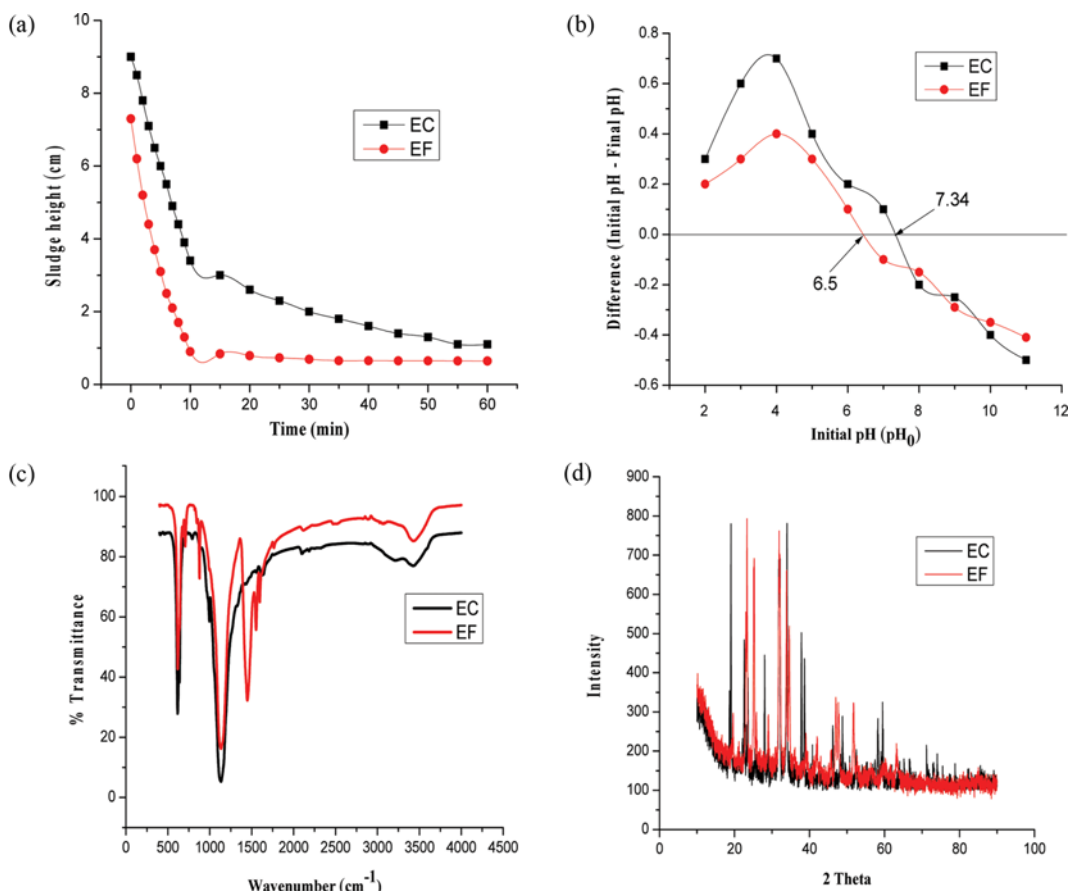 (a)
10
8
6
4
2
0
Sludge height (cm)
0 10 20 30 40 50 60
Time (min)
EC
EF
(b)
0.8
0.6
0.4
0.2
0.0
-0.2
-0.4
-0.6
Difference (Initial pH - Final pH)
2 4 6 8 10 12
Initial pH (pH0)
EC
EF
7.34
6.5
(c)
100
80
60
40
20
0
% Transmittance
0 500 1000 1500 2000 2500 3000 3500 4000 4500
Wavenumber (cm-1)
EC
EF
(d)
900
800
700
600
500
400
300
200
100
0
Intensity
0 20 40 60 80 100
2 Theta
EC
EF